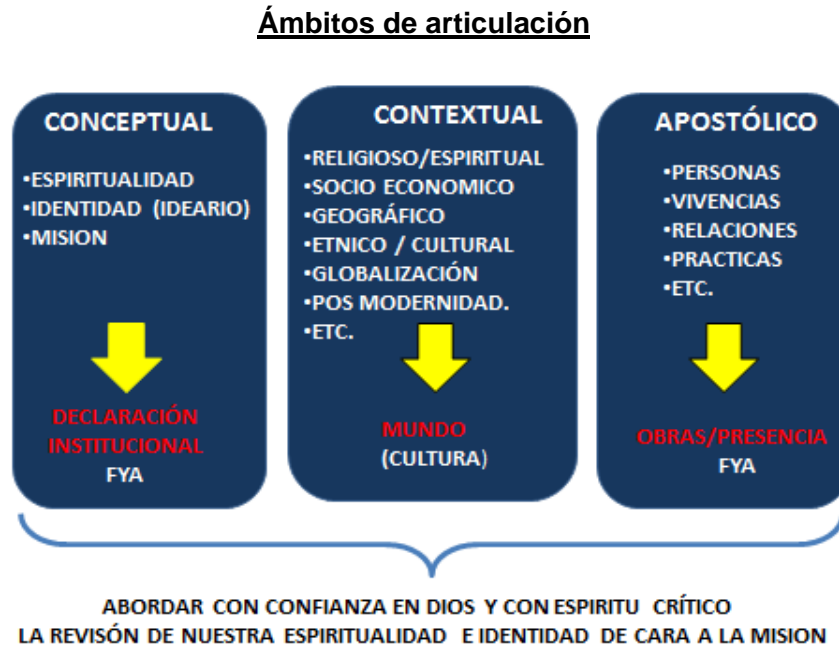 Ámbitos de articulación
CONCEPTUAL
•ESPIRITUALIDAD
•IDENTIDAD (IDEARIO)
•MISION
DECLARACIÓN
INSTITUCIONAL
FYA
CONTEXTUAL
•RELIGIOSO/ESPIRITUAL
•SOCIO ECONOMICO
•GEOGRÁFICO
•ETNICO / CULTURAL
•GLOBALIZACIÓN
•POS MODERNIDAD.
•ETC.
MUNDO
(CULTURA)
APOSTÓLICO
•PERSONAS
•VIVENCIAS
•RELACIONES
•PRACTICAS
•ETC.
OBRAS/PRESENCIA
FYA
ABORDAR CON CONFIANZA EN DIOS Y CON ESPIRITU CRÍTICO
LA REVISÓN DE NUESTRA ESPIRITUALIDAD E IDENTIDAD DE CARA A LA MISION